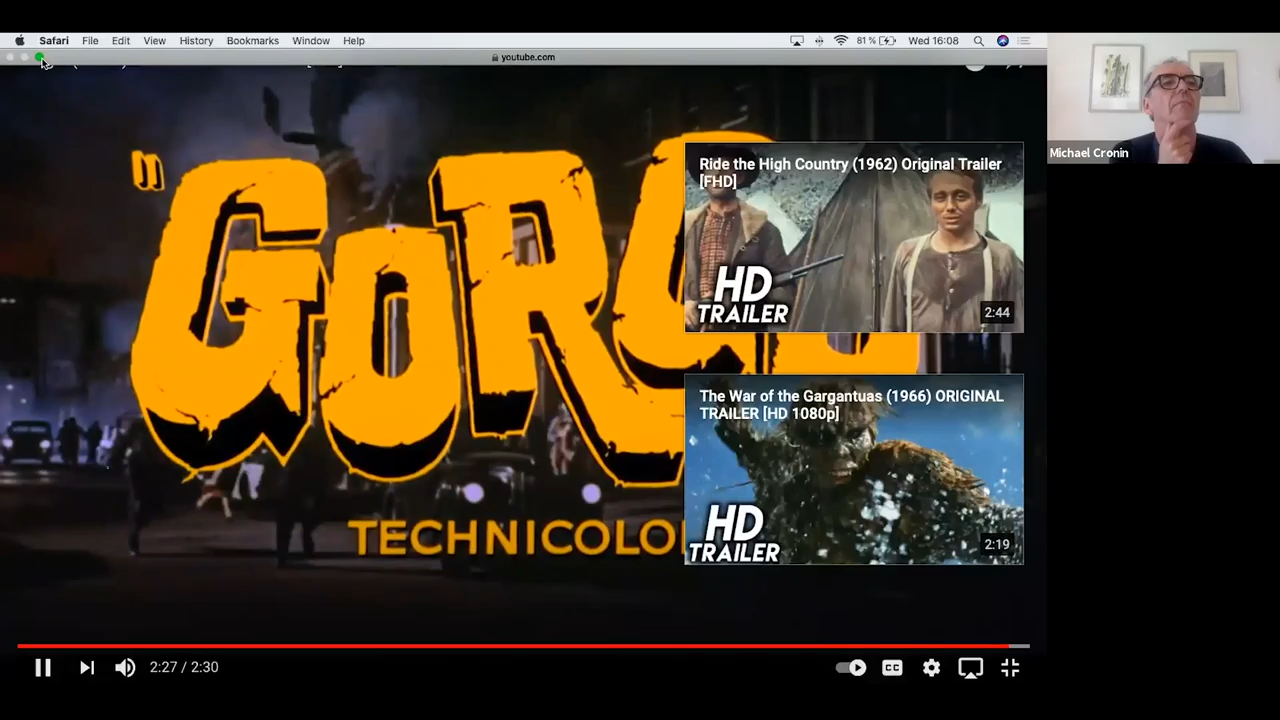 Safari File Edit View History Bookmarks Window Help 81% Wed 16:08
youtube.com
Michael Cronin
"GORG
TECHNICOLO
Ride the High Country (1962) Original Trailer
[FHD]
HD
TRAILER
2:44
The War of the Gargantuas (1966) ORIGINAL
TRAILER [HD 1080p]
HD
TRAILER
2:19
2:27 / 2:30
CC